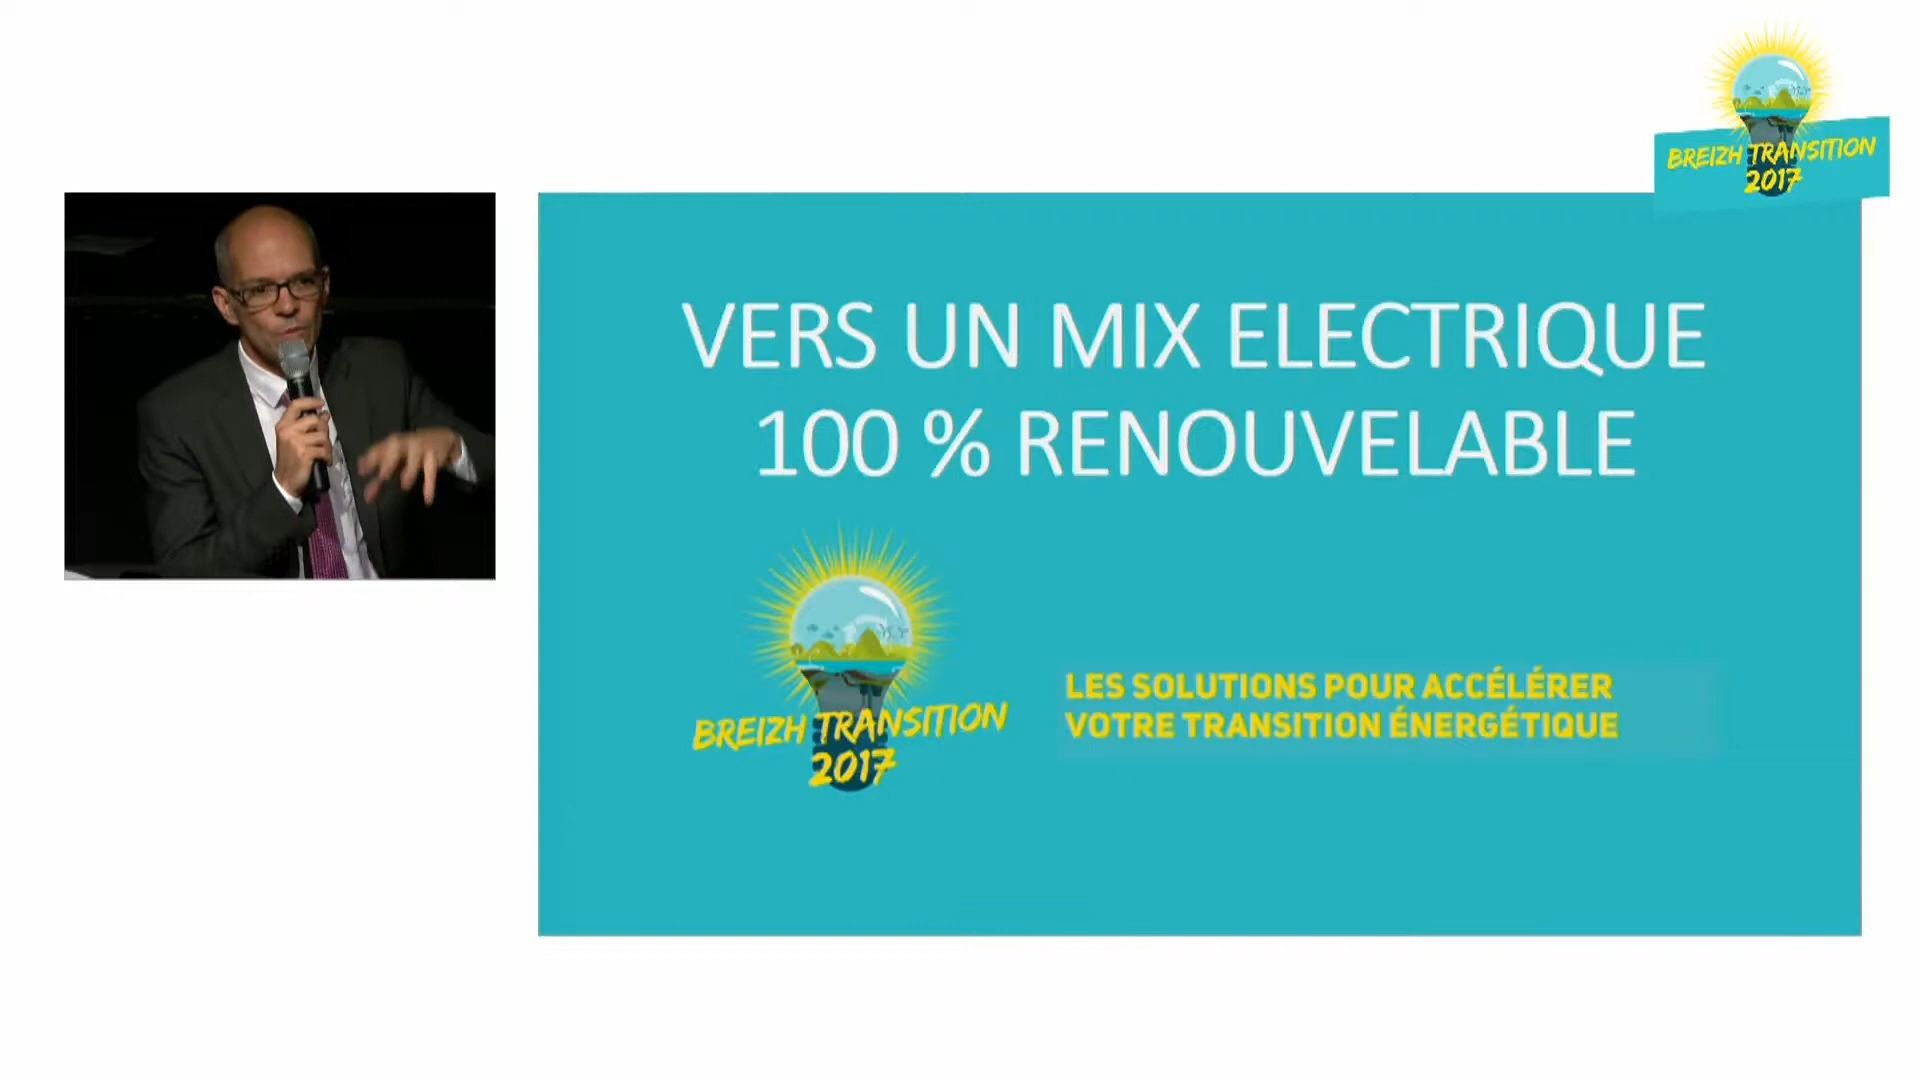 BREIZH TRANSITION
2017
VERS UN MIX ELECTRIQUE
100 % RENOUVELABLE
BREIZH TRANSITION
2017
LES SOLUTIONS POUR ACCÉLÉRER
VOTRE TRANSITION ÉNERGÉTIQUE